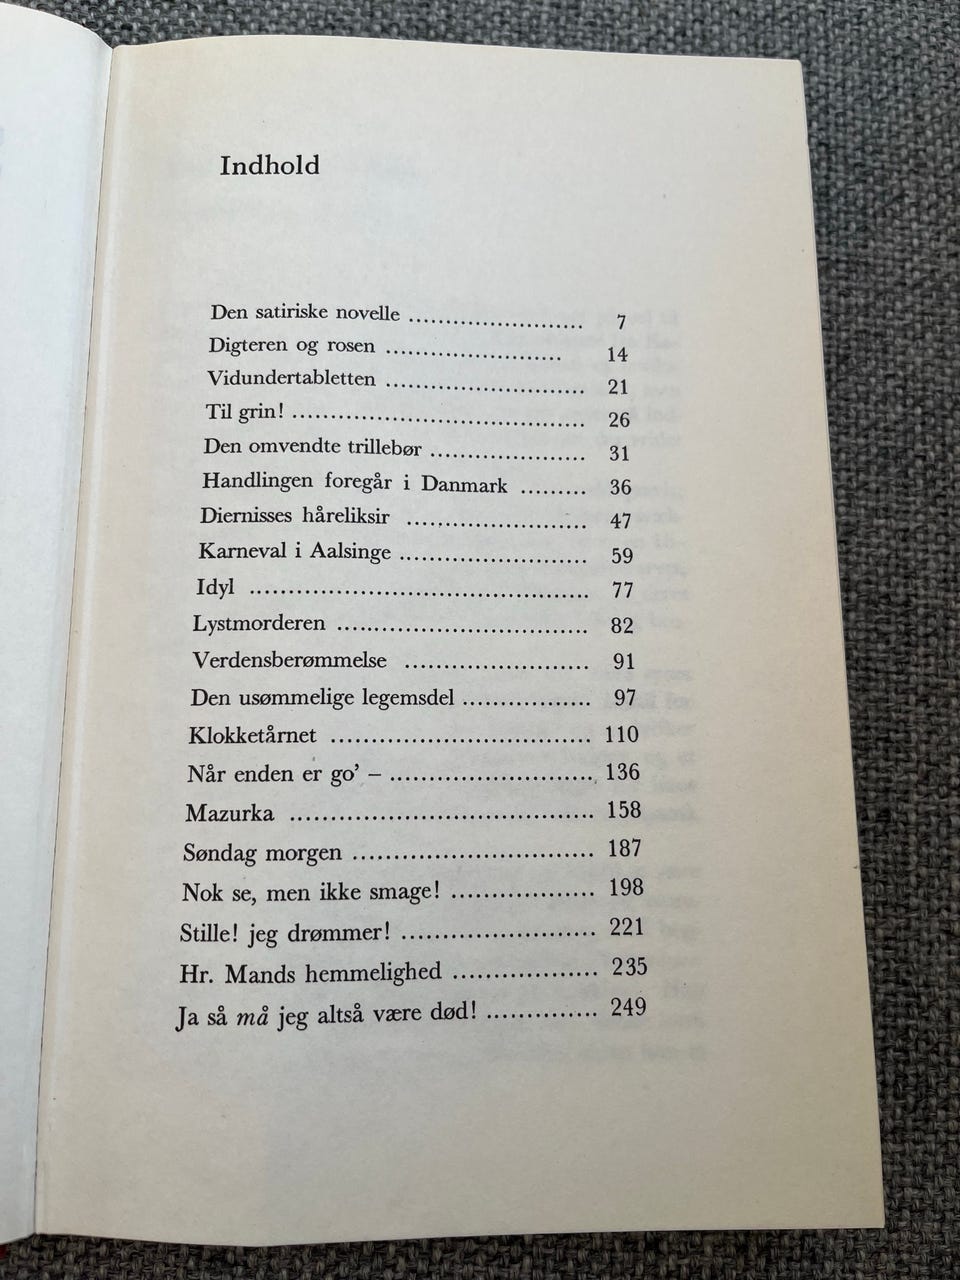 Indhold
Den satiriske novelle ........................ 7
Digteren og rosen ........................ 14
Vidundertabletten ........................... 21
Til grin! ....................................... 26
Den omvendte trillebør ..................... 31
Handlingen foregår i Danmark ......... 36
Diernisses håreliksir ........................ 47
Karneval i Aalsinge ......................... 59
Idyl ............................................. 77
Lystmorderen ................................. 82
Verdensberømmelse ........................ 91
Den usømmelige legemsdel ................. 97
Klokketårnet ................................. 110
Når enden er go' – ........................... 136
Mazurka ....................................... 158
Søndag morgen ............................... 187
Nok se, men ikke smage! .................. 198
Stille! jeg drømmer! ......................... 221
Hr. Mands hemmelighed .................. 235
Ja så må jeg altså være død! .............. 249